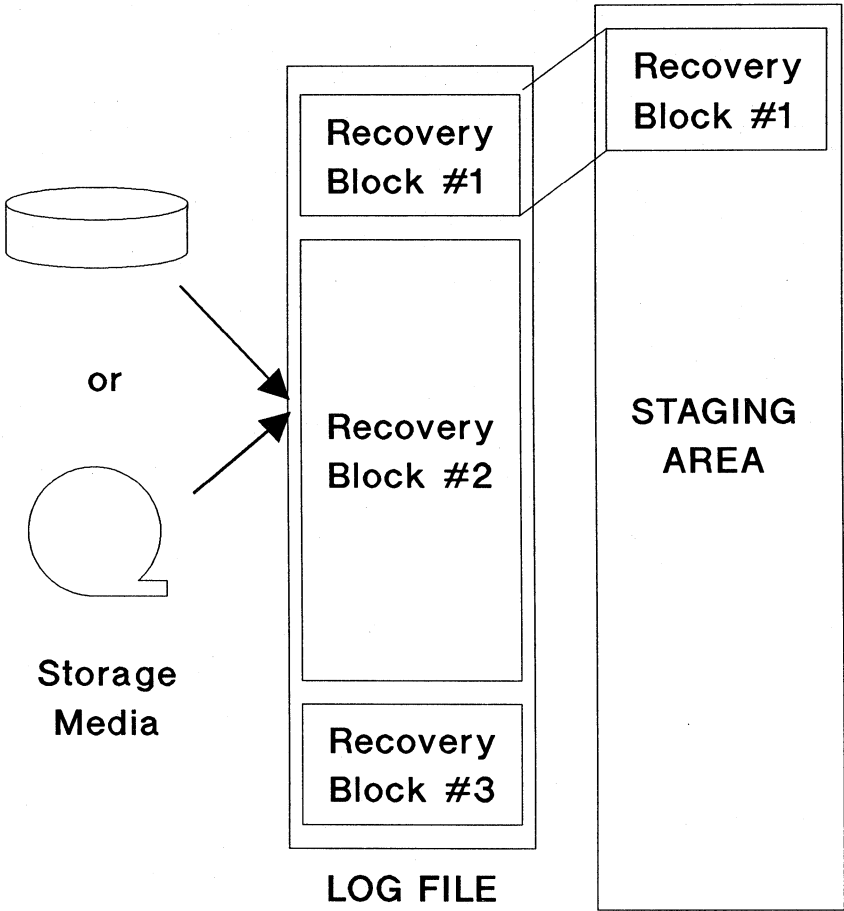 or
Storage
Media
Recovery
Block #1
Recovery
Block #2
Recovery
Block #3
LOG FILE
Recovery
Block #1
STAGING
AREA